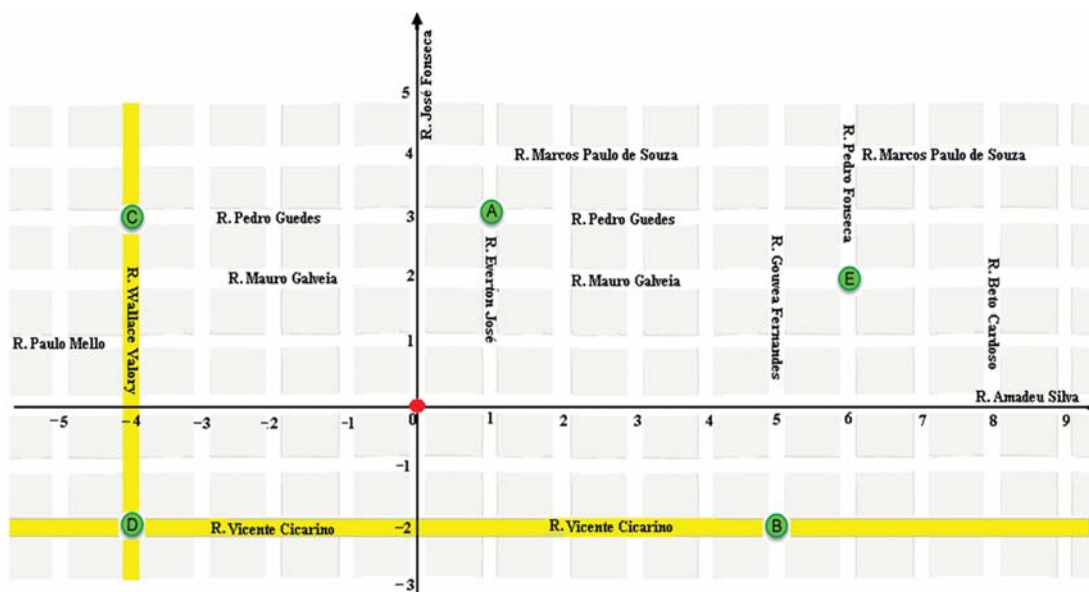 R. José Fonseca
5
4
R. Marcos Paulo de Souza
R. Pedro Fonseca
R. Marcos Paulo de Souza
C
R. Pedro Guedes
3
A
R. Pedro Guedes
R. Wallace Valory
R. Mauro Galveia
2
R. Everton José
R. Mauro Galveia
R. Gouvea Fernandes
E
R. Beto Cardoso
R. Paulo Mello
1
R. Amadeu Silva
−5 −4 −3 −2 −1 0 1 2 3 4 5 6 7 8 9
−1
D
R. Vicente Cicarino
−2
R. Vicente Cicarino
B
−3